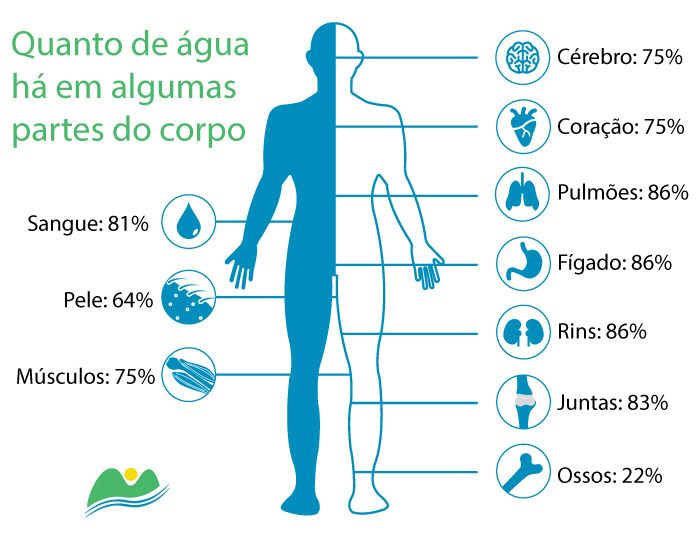 Quanto de água
há em algumas
partes do corpo
Sangue: 81%
Pele: 64%
Músculos: 75%
Cérebro: 75%
Coração: 75%
Pulmões: 86%
Fígado: 86%
Rins: 86%
Juntas: 83%
Ossos: 22%